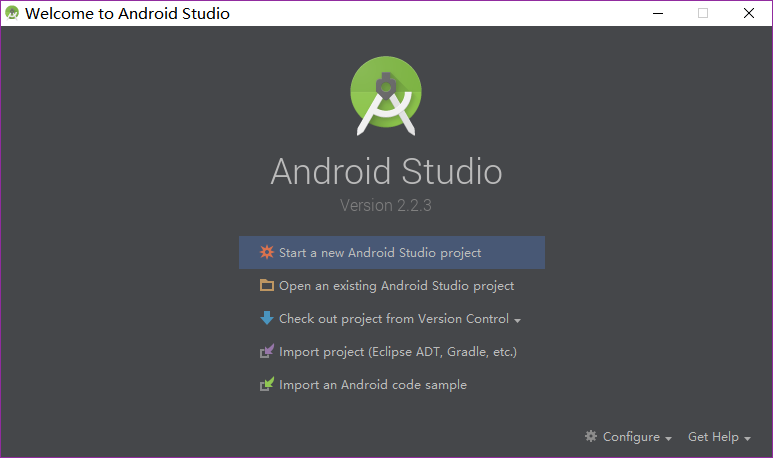 Welcome to Android Studio
Android Studio
Version 2.2.3
Start a new Android Studio project
Open an existing Android Studio project
Check out project from Version Control
Import project (Eclipse ADT, Gradle, etc.)
Import an Android code sample
Configure Get Help